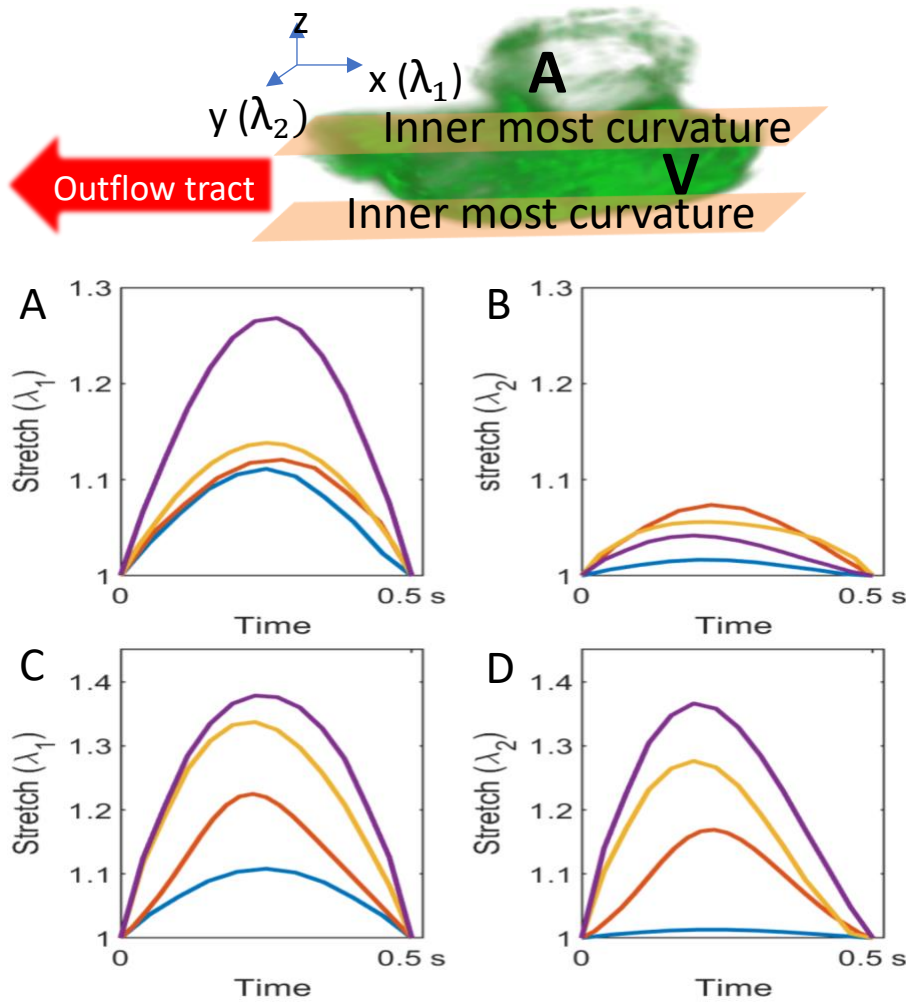 z
A
x (λ₁)
y (λ₂)
Inner most curvature
V
Outflow tract
Inner most curvature
A
1.3
1.2
1.1
1
Stretch (λ₁)
0
0.5 s
Time
B
1.3
1.2
1.1
1
stretch (λ₂)
0
0.5 s
Time
C
1.4
1.3
1.2
1.1
1
Stretch (λ₁)
0
0.5 s
Time
D
1.4
1.3
1.2
1.1
1
Stretch (λ₂)
0
0.5 s
Time